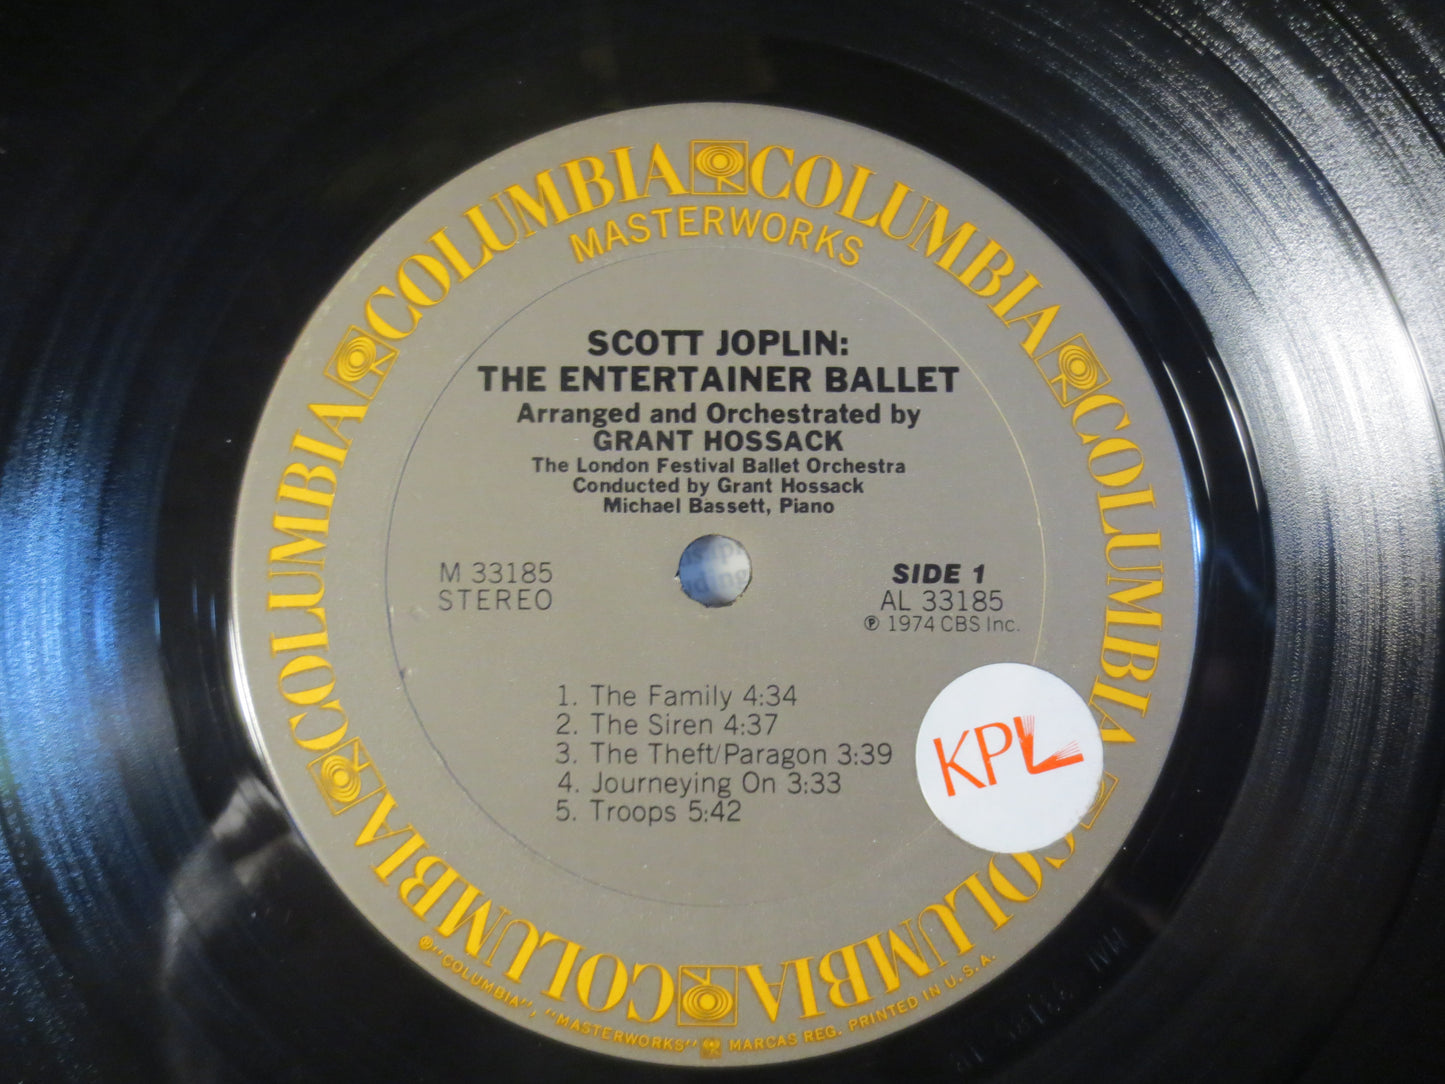 COLUMBIA COLUMBIA COLUMBIA COLUMBIA COLUMBIA COLUMBIA COLUMBIA COLUMBIA
MASTERWORKS
SCOTT JOPLIN:
THE ENTERTAINER BALLET
Arranged and Orchestrated by
GRANT HOSSACK
The London Festival Ballet Orchestra
Conducted by Grant Hossack
Michael Bassett, Piano
M 33185
STEREO
SIDE 1
AL 33185
℗ 1974 CBS Inc.
1. The Family 4:34
2. The Siren 4:37
3. The Theft/Paragon 3:39
4. Journeying On 3:33
5. Troops 5:42
KPL
®"COLUMBIA", "MASTERWORKS" MARCAS REG. PRINTED IN U.S.A.